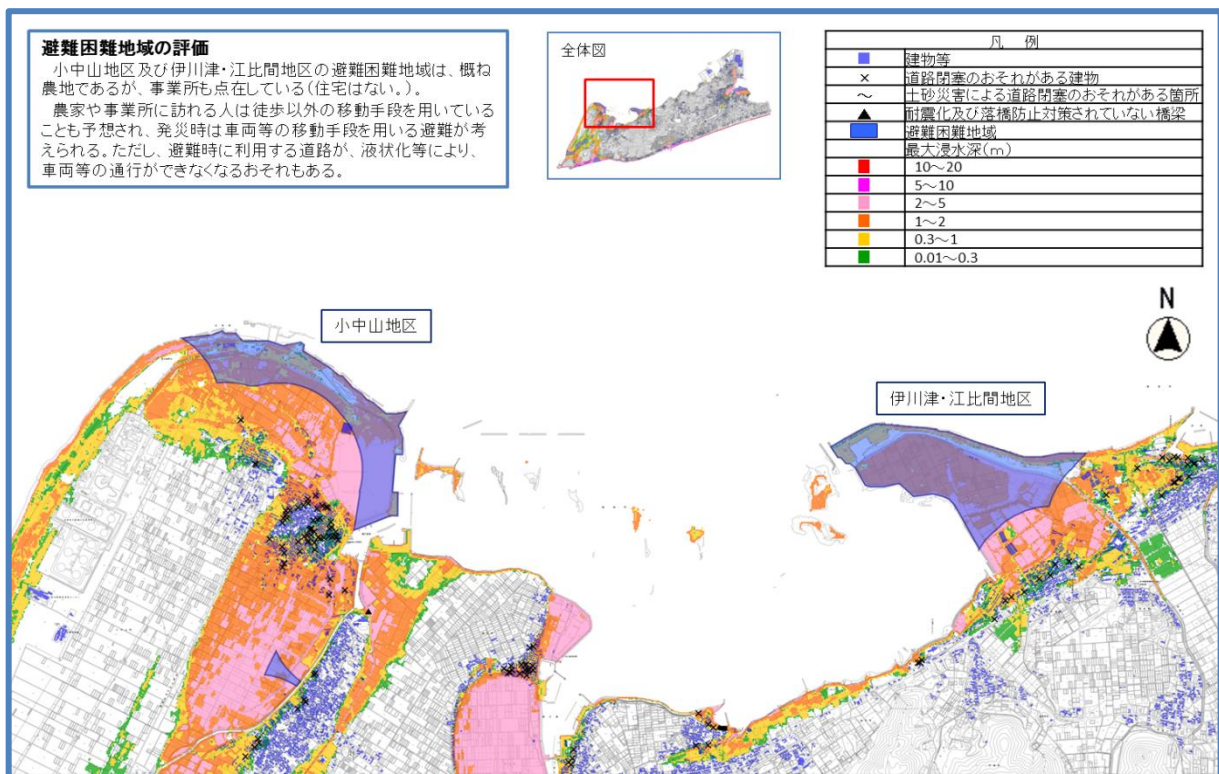 避難困難地域の評価
小中山地区及び伊川津・江比間地区の避難困難地域は、概ね
農地であるが、事業所も点在している(住宅はない。)。
農家や事業所に訪れる人は徒歩以外の移動手段を用いている
ことも予想され、発災時は車両等の移動手段を用いる避難が考
えられる。ただし、避難時に利用する道路が、液状化等により、
車両等の通行ができなくなるおそれもある。
全体図
凡 例
建物等
× 道路閉塞のおそれがある建物
～ 土砂災害による道路閉塞のおそれがある箇所
▲ 耐震化及び落橋防止対策されていない橋梁
避難困難地域
最大浸水深(m)
10～20
5～10
2～5
1～2
0.3～1
0.01～0.3
N
小中山地区
伊川津・江比間地区